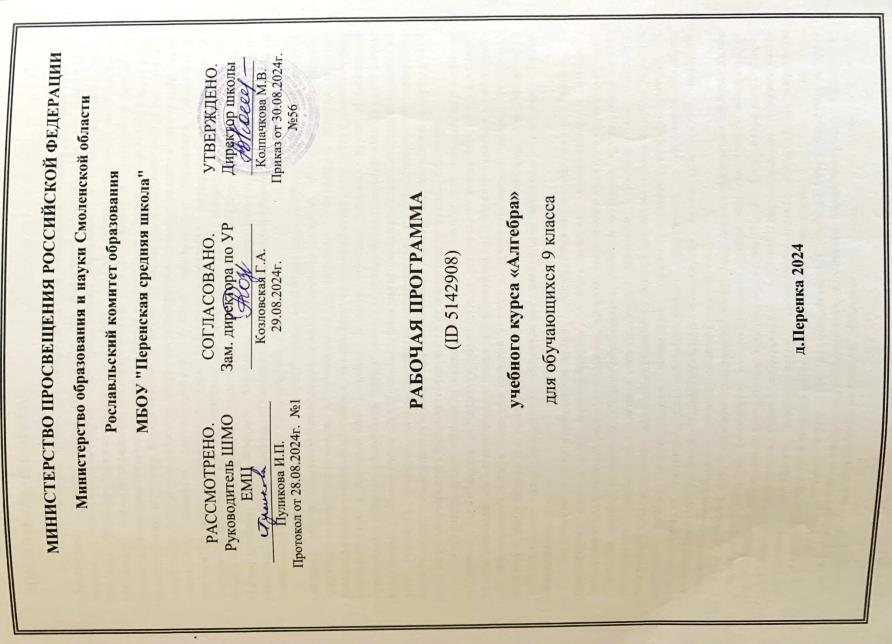 МИНИСТЕРСТВО ПРОСВЕЩЕНИЯ РОССИЙСКОЙ ФЕДЕРАЦИИ
Министерство образования и науки Смоленской области
Рославльский комитет образования
МБОУ "Перенская средняя школа"
РАССМОТРЕНО.
Руководитель ШМО
ЕМЦ
Пуликова И.П.
Протокол от 28.08.2024г. №1
СОГЛАСОВАНО.
Зам. директора по УР
Козловская Г.А.
29.08.2024г.
УТВЕРЖДЕНО.
Директор школы
Колпачкова М.В.
Приказ от 30.08.2024г.
№56
РАБОЧАЯ ПРОГРАММА
(ID 5142908)
учебного курса «Алгебра»
для обучающихся 9 класса
д.Перенка 2024